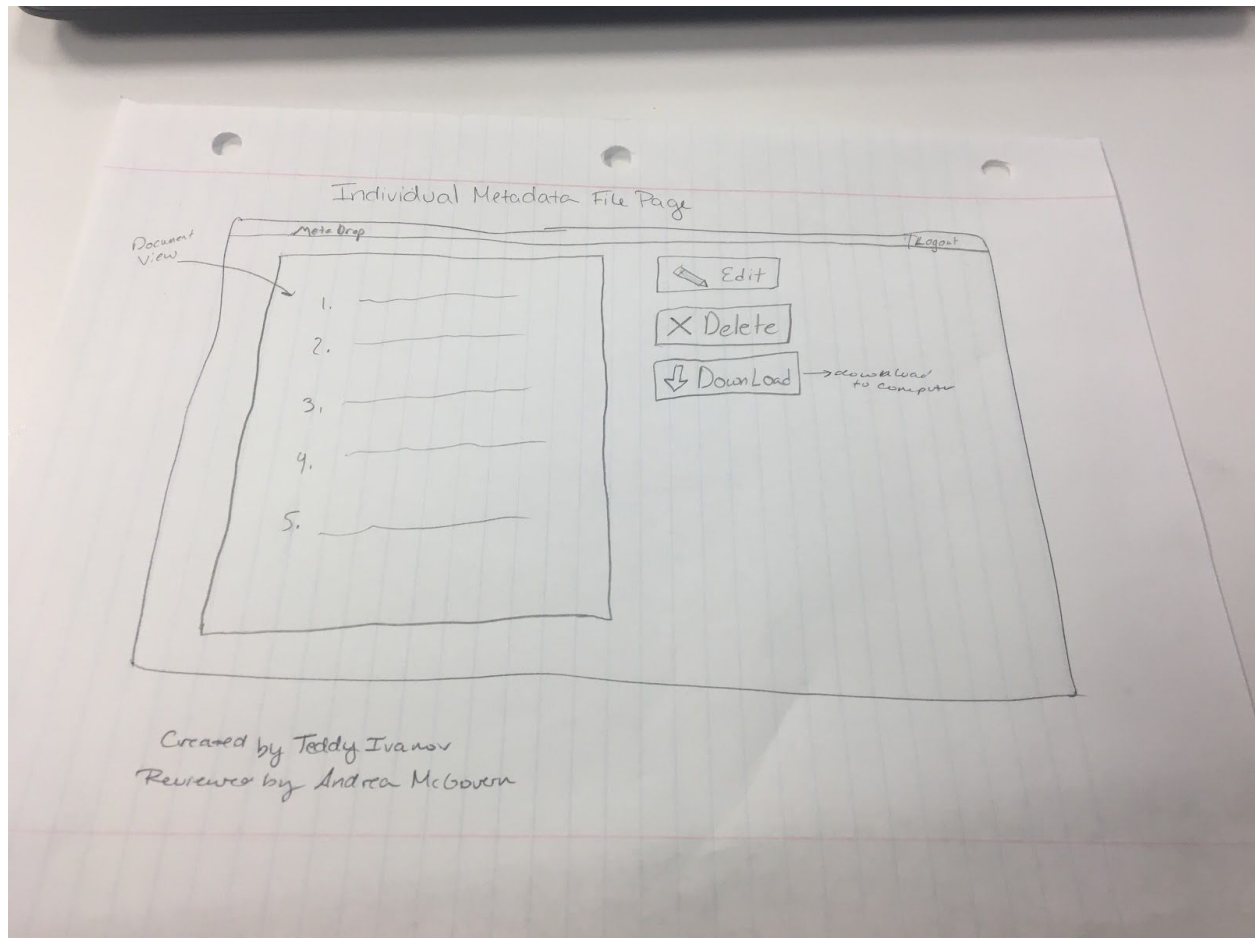 Individual Metadata File Page
Meta Drop
Logout
Document
View
1.
2.
3.
4.
5.
Edit
Delete
DownLoad
download
to computer
Created by Teddy Ivanov
Reviewed by Andrea McGovern